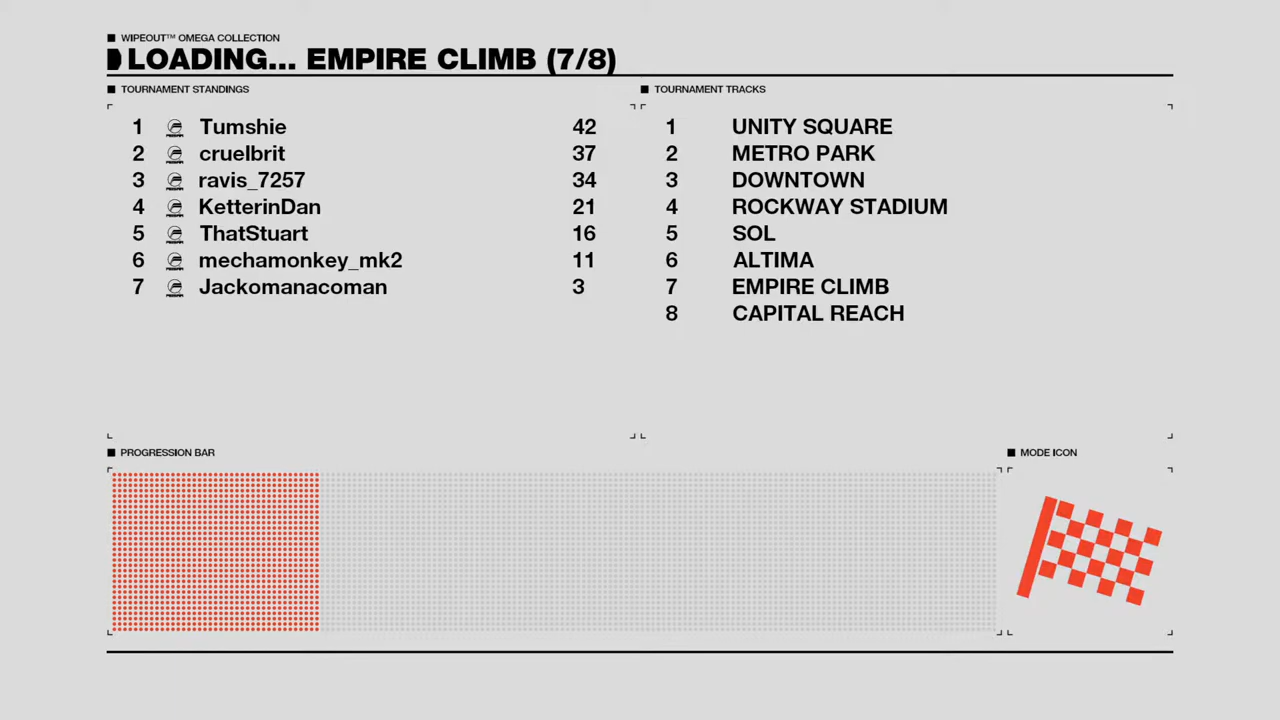 WIPEOUT™ OMEGA COLLECTION
LOADING... EMPIRE CLIMB (7/8)
TOURNAMENT STANDINGS
1 Tumshie 42
2 cruelbrit 37
3 ravis_7257 34
4 KetterinDan 21
5 ThatStuart 16
6 mechamonkey_mk2 11
7 Jackomanacoman 3
TOURNAMENT TRACKS
1 UNITY SQUARE
2 METRO PARK
3 DOWNTOWN
4 ROCKWAY STADIUM
5 SOL
6 ALTIMA
7 EMPIRE CLIMB
8 CAPITAL REACH
PROGRESSION BAR
MODE ICON